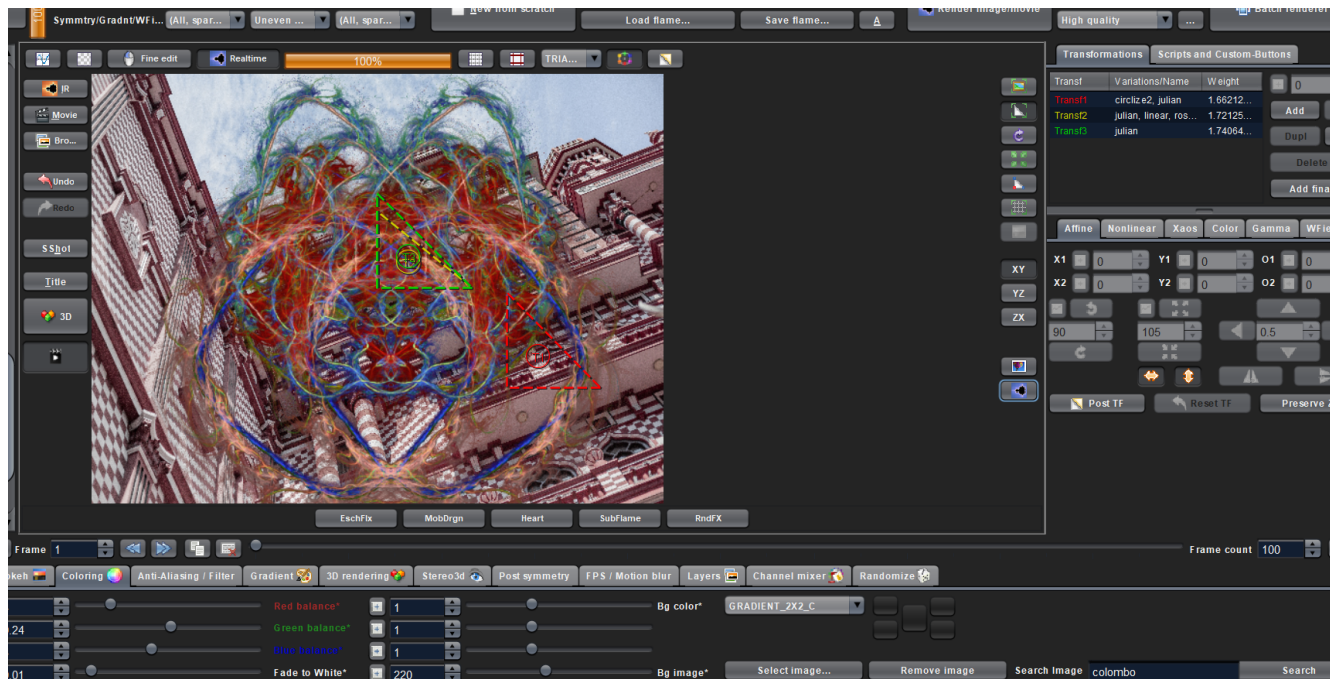 Symmtry/Gradnt/WFi... (All, spar... Uneven ... (All, spar...
New from scratch
Load flame... Save flame... A
Render image/movie
High quality ...
Batch renderer
Fine edit Realtime 100% TRIA...
IR
Movie
Bro...
Undo
Redo
SShot
Title
3D
XY
YZ
ZX
Transformations Scripts and Custom-Buttons
Transf Variations/Name Weight
Transf1 circlize2, julian 1.66212...
Transf2 julian, linear, ros... 1.72125...
Transf3 julian 1.74064...
0
Add
Dupl
Delete
Add fina
Affine Nonlinear Xaos Color Gamma WFie
X1 0 Y1 0 O1 0
X2 0 Y2 0 O2 0
90 105 0.5
Post TF Reset TF Preserve Z
EschFlx MobDrgn Heart SubFlame RndFX
Frame 1 Frame count 100
okeh Coloring Anti-Aliasing / Filter Gradient 3D rendering Stereo3d Post symmetry FPS / Motion blur Layers Channel mixer Randomize
Red balance* 1 Bg color* GRADIENT_2X2_C
.24 Green balance* 1
Blue balance* 1
.01 Fade to White* 220 Bg image* Select image... Remove image Search Image colombo Search